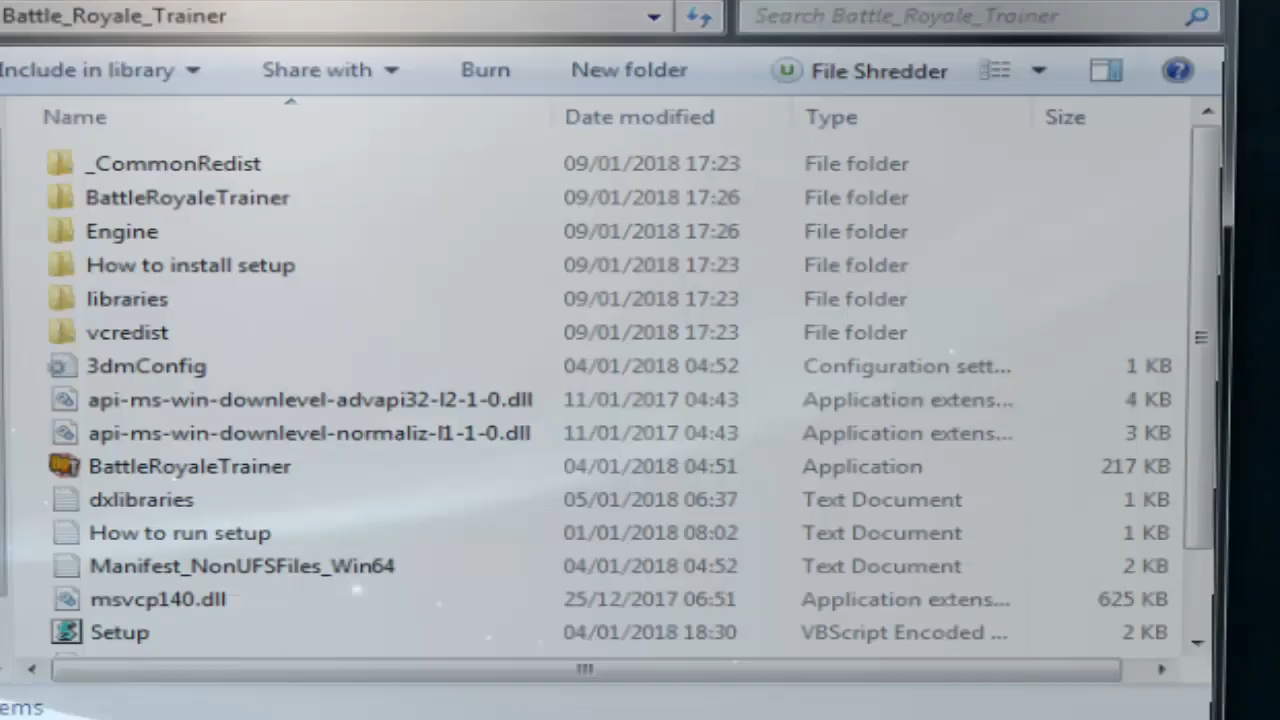 Battle_Royale_Trainer Search Battle_Royale_Trainer
Include in library Share with Burn New folder File Shredder
Name Date modified Type Size
_CommonRedist 09/01/2018 17:23 File folder
BattleRoyaleTrainer 09/01/2018 17:26 File folder
Engine 09/01/2018 17:26 File folder
How to install setup 09/01/2018 17:23 File folder
libraries 09/01/2018 17:23 File folder
vcredist 09/01/2018 17:23 File folder
3dmConfig 04/01/2018 04:52 Configuration sett... 1 KB
api-ms-win-downlevel-advapi32-l2-1-0.dll 11/01/2017 04:43 Application extens... 4 KB
api-ms-win-downlevel-normaliz-l1-1-0.dll 11/01/2017 04:43 Application extens... 3 KB
BattleRoyaleTrainer 04/01/2018 04:51 Application 217 KB
dxlibraries 05/01/2018 06:37 Text Document 1 KB
How to run setup 01/01/2018 08:02 Text Document 1 KB
Manifest_NonUFSFiles_Win64 04/01/2018 04:52 Text Document 2 KB
msvcp140.dll 25/12/2017 06:51 Application extens... 625 KB
Setup 04/01/2018 18:30 VBScript Encoded ... 2 KB
ems